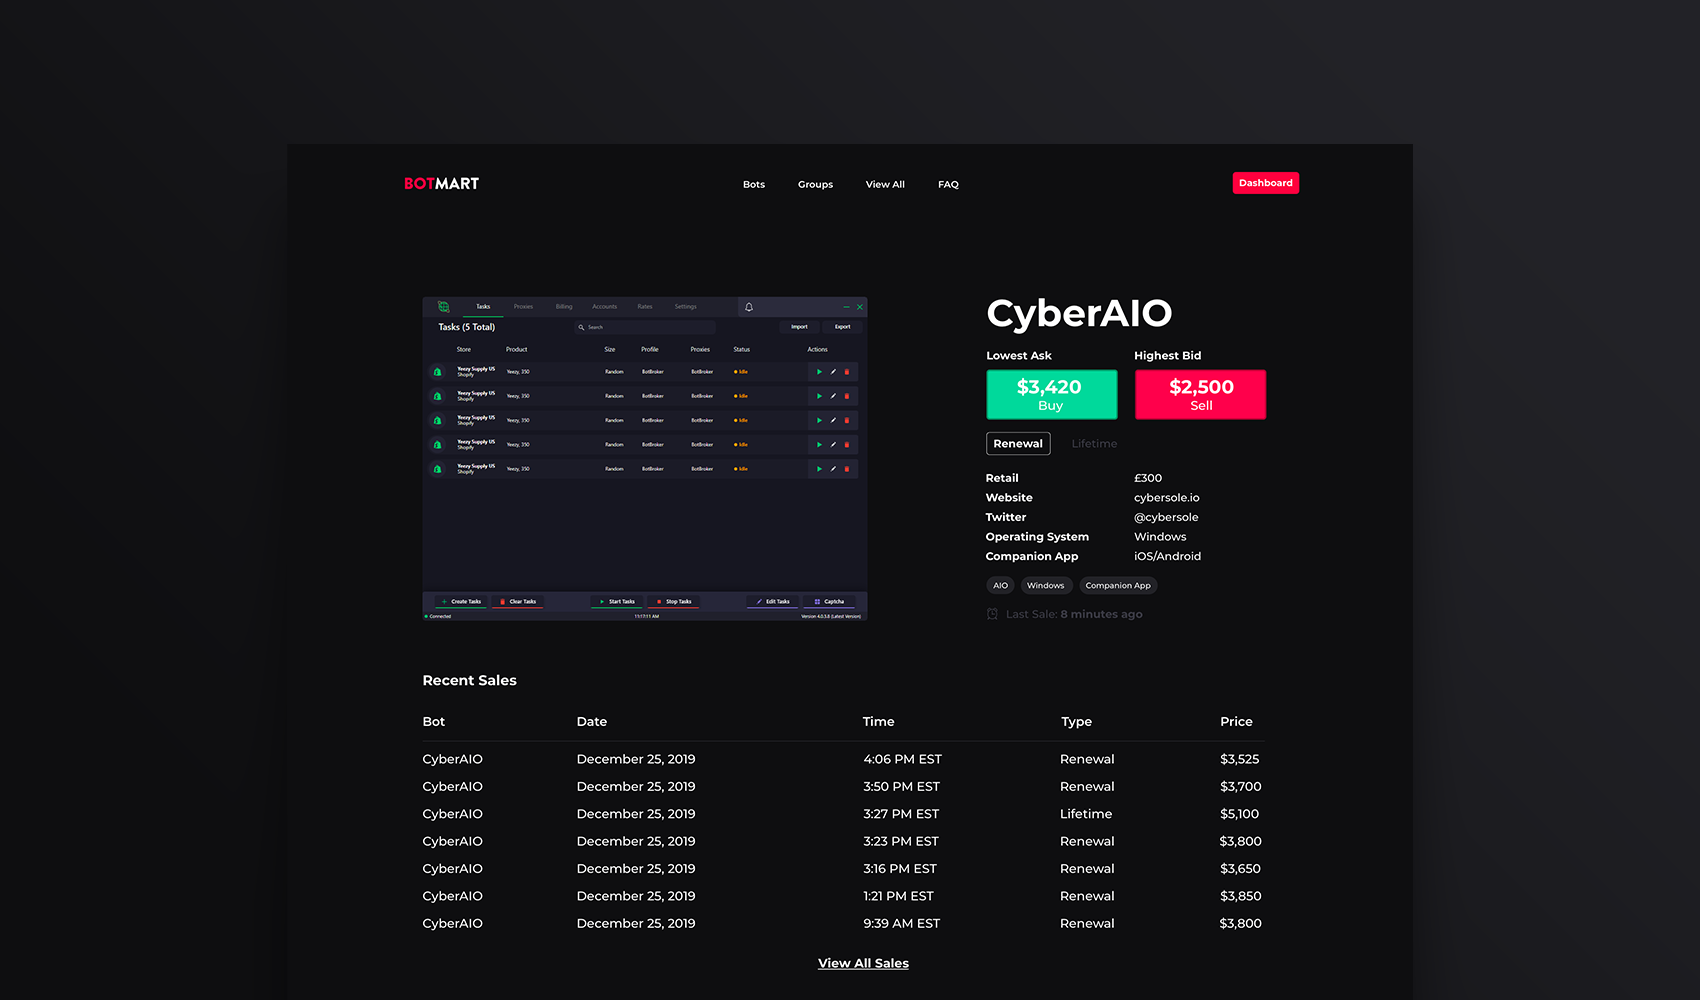 BOTMART
Bots Groups View All FAQ
Dashboard
Tasks Proxies Billing Accounts Rates Settings
Tasks (5 Total)
Search
Import Export
Store Product Size Profile Proxies Status Actions
Yeezy Supply US Yeezy, 350 Random BotBroker BotBroker Idle
Shopify
Yeezy Supply US Yeezy, 350 Random BotBroker BotBroker Idle
Shopify
Yeezy Supply US Yeezy, 350 Random BotBroker BotBroker Idle
Shopify
Yeezy Supply US Yeezy, 350 Random BotBroker BotBroker Idle
Shopify
Yeezy Supply US Yeezy, 350 Random BotBroker BotBroker Idle
Shopify
Create Tasks Clear Tasks Start Tasks Stop Tasks Edit Tasks Captcha
Connected 11:17:11 AM Version 4.0.3.8 (Latest Version)
CyberAIO
Lowest Ask Highest Bid
$3,420 $2,500
Buy Sell
Renewal Lifetime
Retail £300
Website cybersole.io
Twitter @cybersole
Operating System Windows
Companion App iOS/Android
AIO Windows Companion App
Last Sale: 8 minutes ago
Recent Sales
Bot Date Time Type Price
CyberAIO December 25, 2019 4:06 PM EST Renewal $3,525
CyberAIO December 25, 2019 3:50 PM EST Renewal $3,700
CyberAIO December 25, 2019 3:27 PM EST Lifetime $5,100
CyberAIO December 25, 2019 3:23 PM EST Renewal $3,800
CyberAIO December 25, 2019 3:16 PM EST Renewal $3,650
CyberAIO December 25, 2019 1:21 PM EST Renewal $3,850
CyberAIO December 25, 2019 9:39 AM EST Renewal $3,800
View All Sales